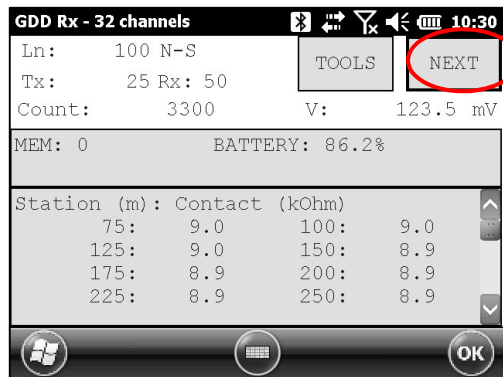 GDD Rx - 32 channels 10:30
Ln: 100 N-S TOOLS NEXT
Tx: 25 Rx: 50
Count: 3300 V: 123.5 mV
MEM: 0 BATTERY: 86.2%
Station (m): Contact (kOhm)
75: 9.0 100: 9.0
125: 9.0 150: 8.9
175: 8.9 200: 8.9
225: 8.9 250: 8.9
OK